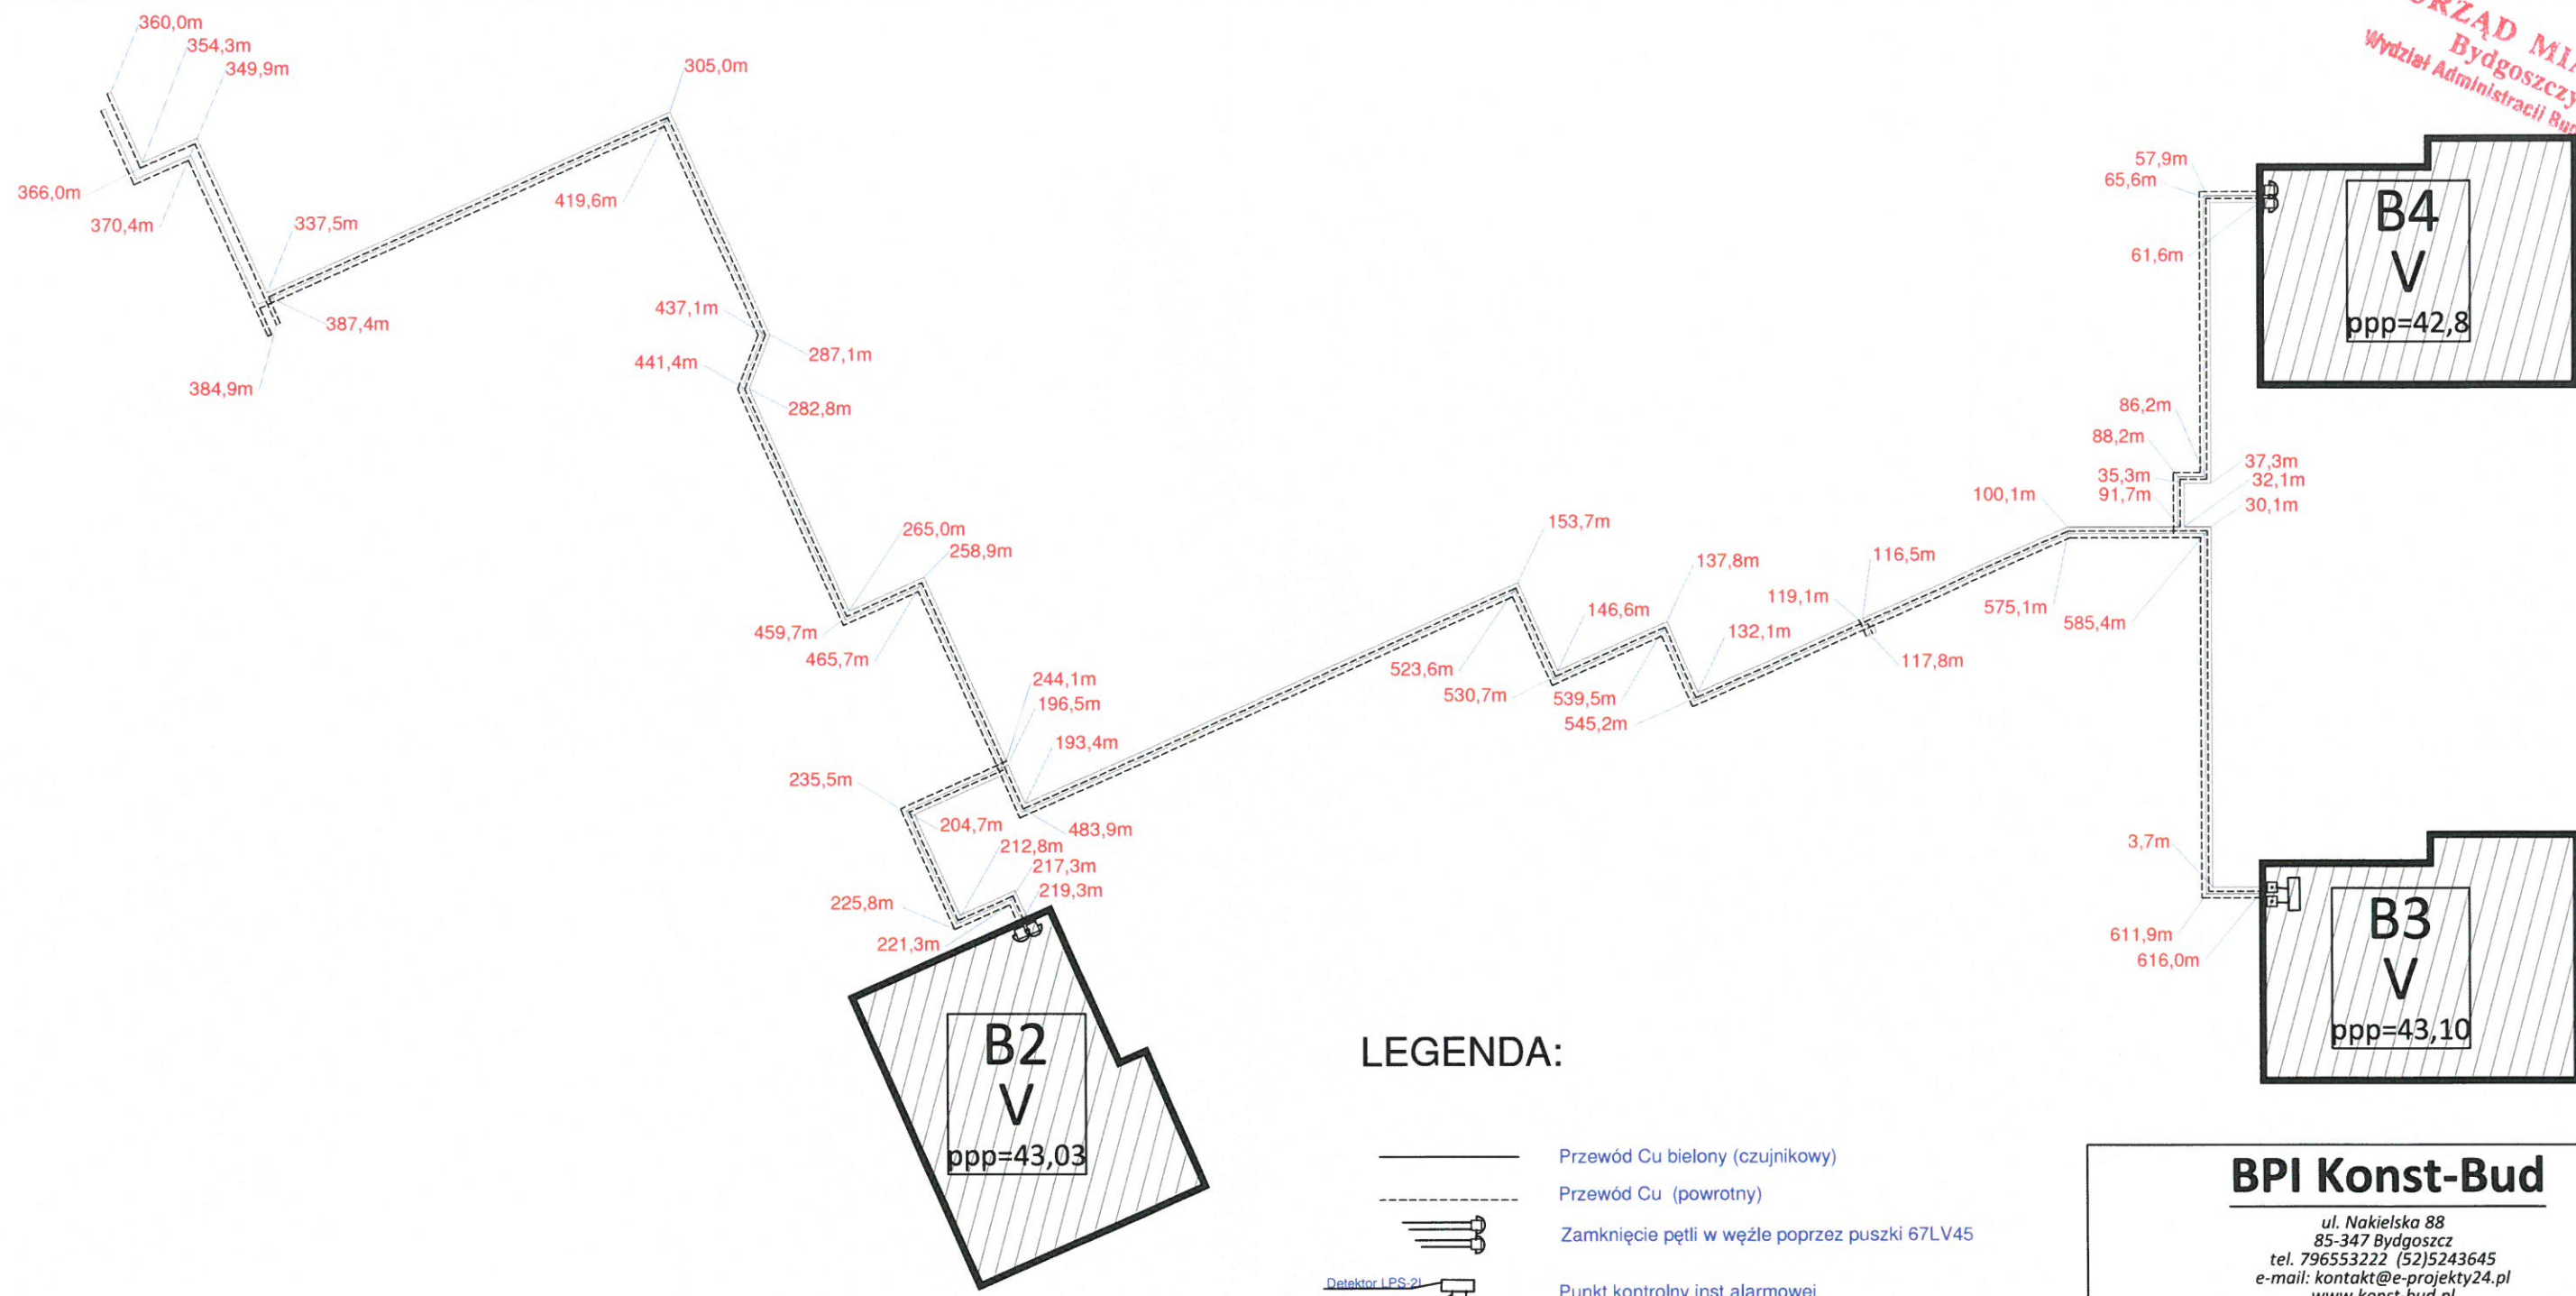 360,0m
354,3m
349,9m
305,0m
366,0m
370,4m
337,5m
419,6m
387,4m
384,9m
437,1m
287,1m
441,4m
282,8m
265,0m
258,9m
459,7m
465,7m
244,1m
196,5m
193,4m
235,5m
204,7m
483,9m
212,8m
217,3m
219,3m
225,8m
221,3m
153,7m
137,8m
146,6m
132,1m
523,6m
530,7m
539,5m
545,2m
119,1m
116,5m
117,8m
100,1m
575,1m
585,4m
57,9m
65,6m
61,6m
86,2m
88,2m
35,3m
91,7m
37,3m
32,1m
30,1m
3,7m
611,9m
616,0m
Bydgoszczy
Wydział Administracji
B4
V
ppp=42,8
B3
V
ppp=43,10
B2
V
ppp=43,03
LEGENDA:
Przewód Cu bielony (czujnikowy)
Przewód Cu (powrotny)
Zamknięcie pętli w węźle poprzez puszki 67LV45
Detektor LPS-2I
Punkt kontrolny inst alarmowej
BPI Konst-Bud
ul. Nakielska 88
85-347 Bydgoszcz
tel. 796553222 (52)5243645
e-mail: kontakt@e-projekty24.pl
www.konst-bud.pl